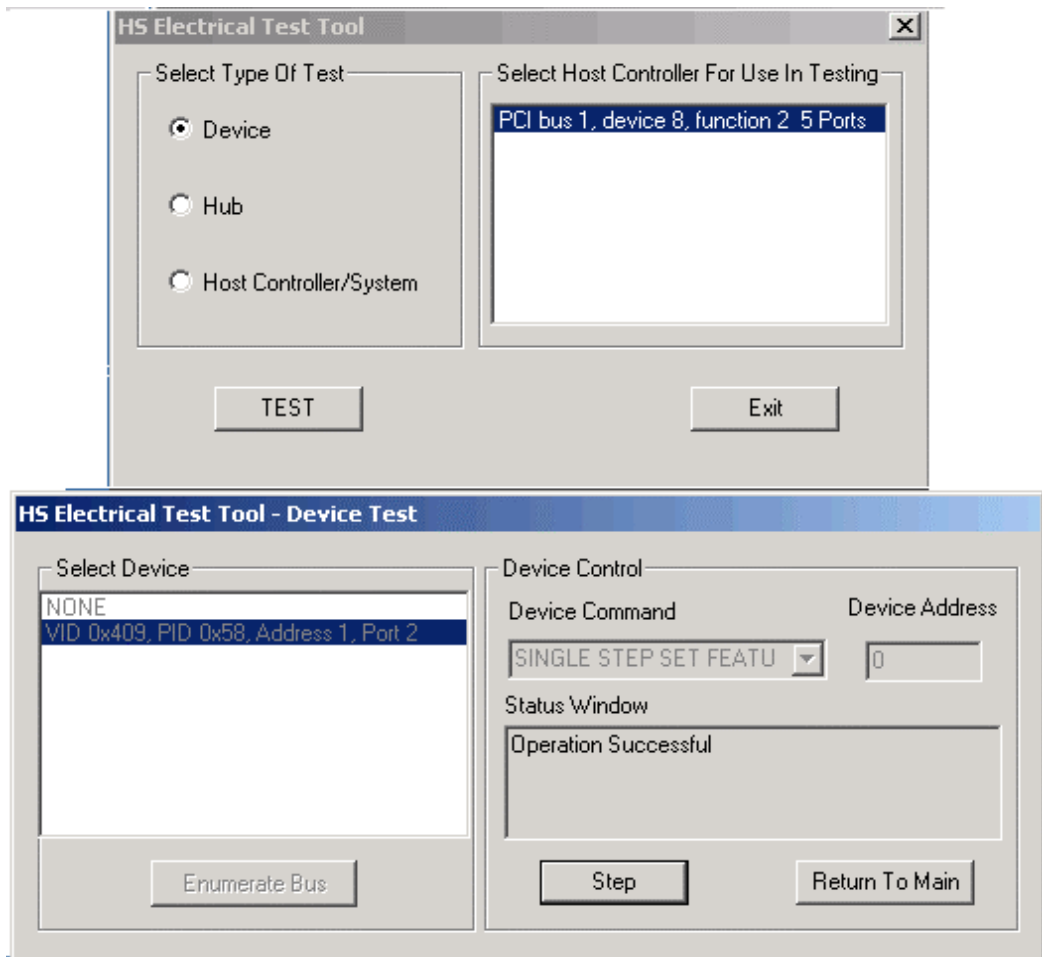 HS Electrical Test Tool
Select Type Of Test
Select Host Controller For Use In Testing
Device
PCI bus 1, device 8, function 2 5 Ports
Hub
Host Controller/System
TEST
Exit
HS Electrical Test Tool - Device Test
Select Device
Device Control
NONE
VID 0x409, PID 0x58, Address 1, Port 2
Device Command
Device Address
SINGLE STEP SET FEATU
0
Status Window
Operation Successful
Enumerate Bus
Step
Return To Main